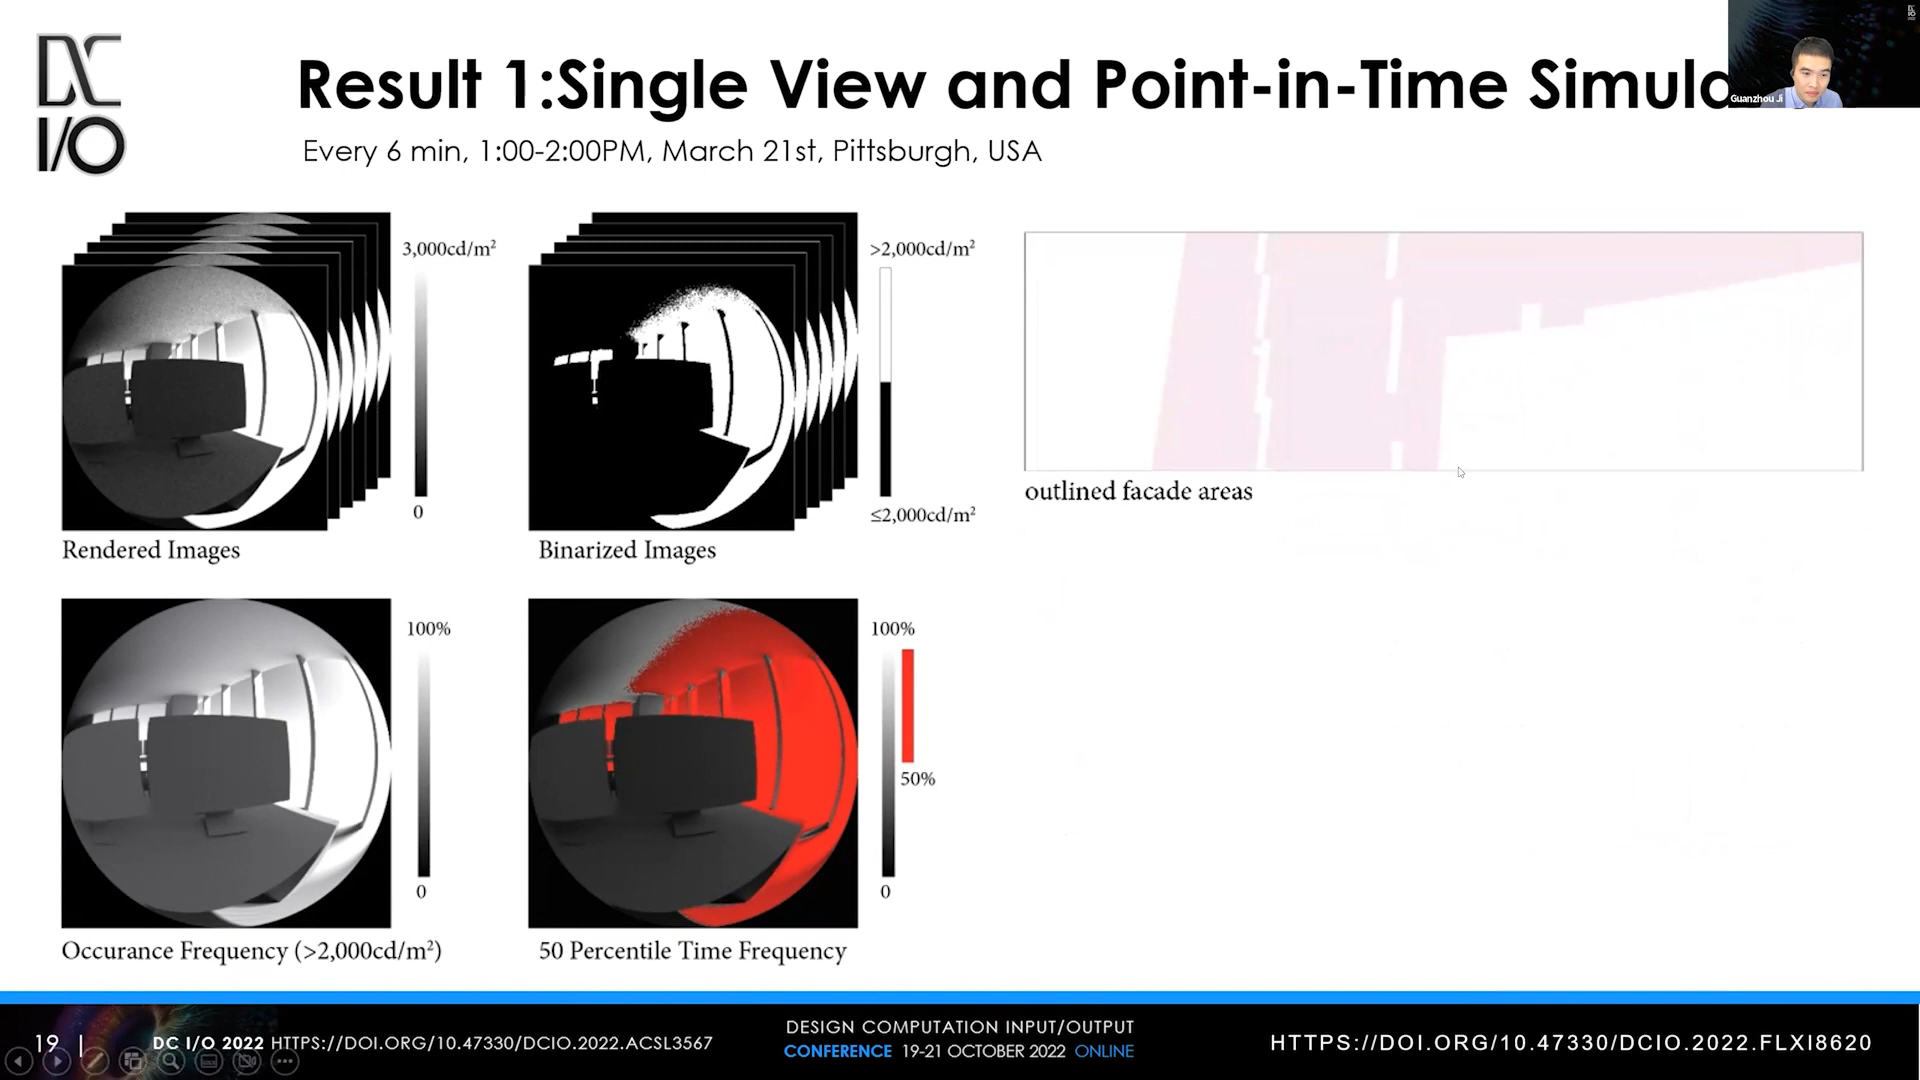 DC
I/O
Result 1:Single View and Point-in-Time Simula
Guanzhou Ji
Every 6 min, 1:00-2:00PM, March 21st, Pittsburgh, USA
3,000cd/m²
0
Rendered Images
>2,000cd/m²
≤2,000cd/m²
Binarized Images
outlined facade areas
100%
0
Occurance Frequency (>2,000cd/m²)
100%
50%
0
50 Percentile Time Frequency
19 |
DC I/O 2022 HTTPS://DOI.ORG/10.47330/DCIO.2022.ACSL3567
DESIGN COMPUTATION INPUT/OUTPUT
CONFERENCE 19-21 OCTOBER 2022 ONLINE
HTTPS://DOI.ORG/10.47330/DCIO.2022.FLXI8620